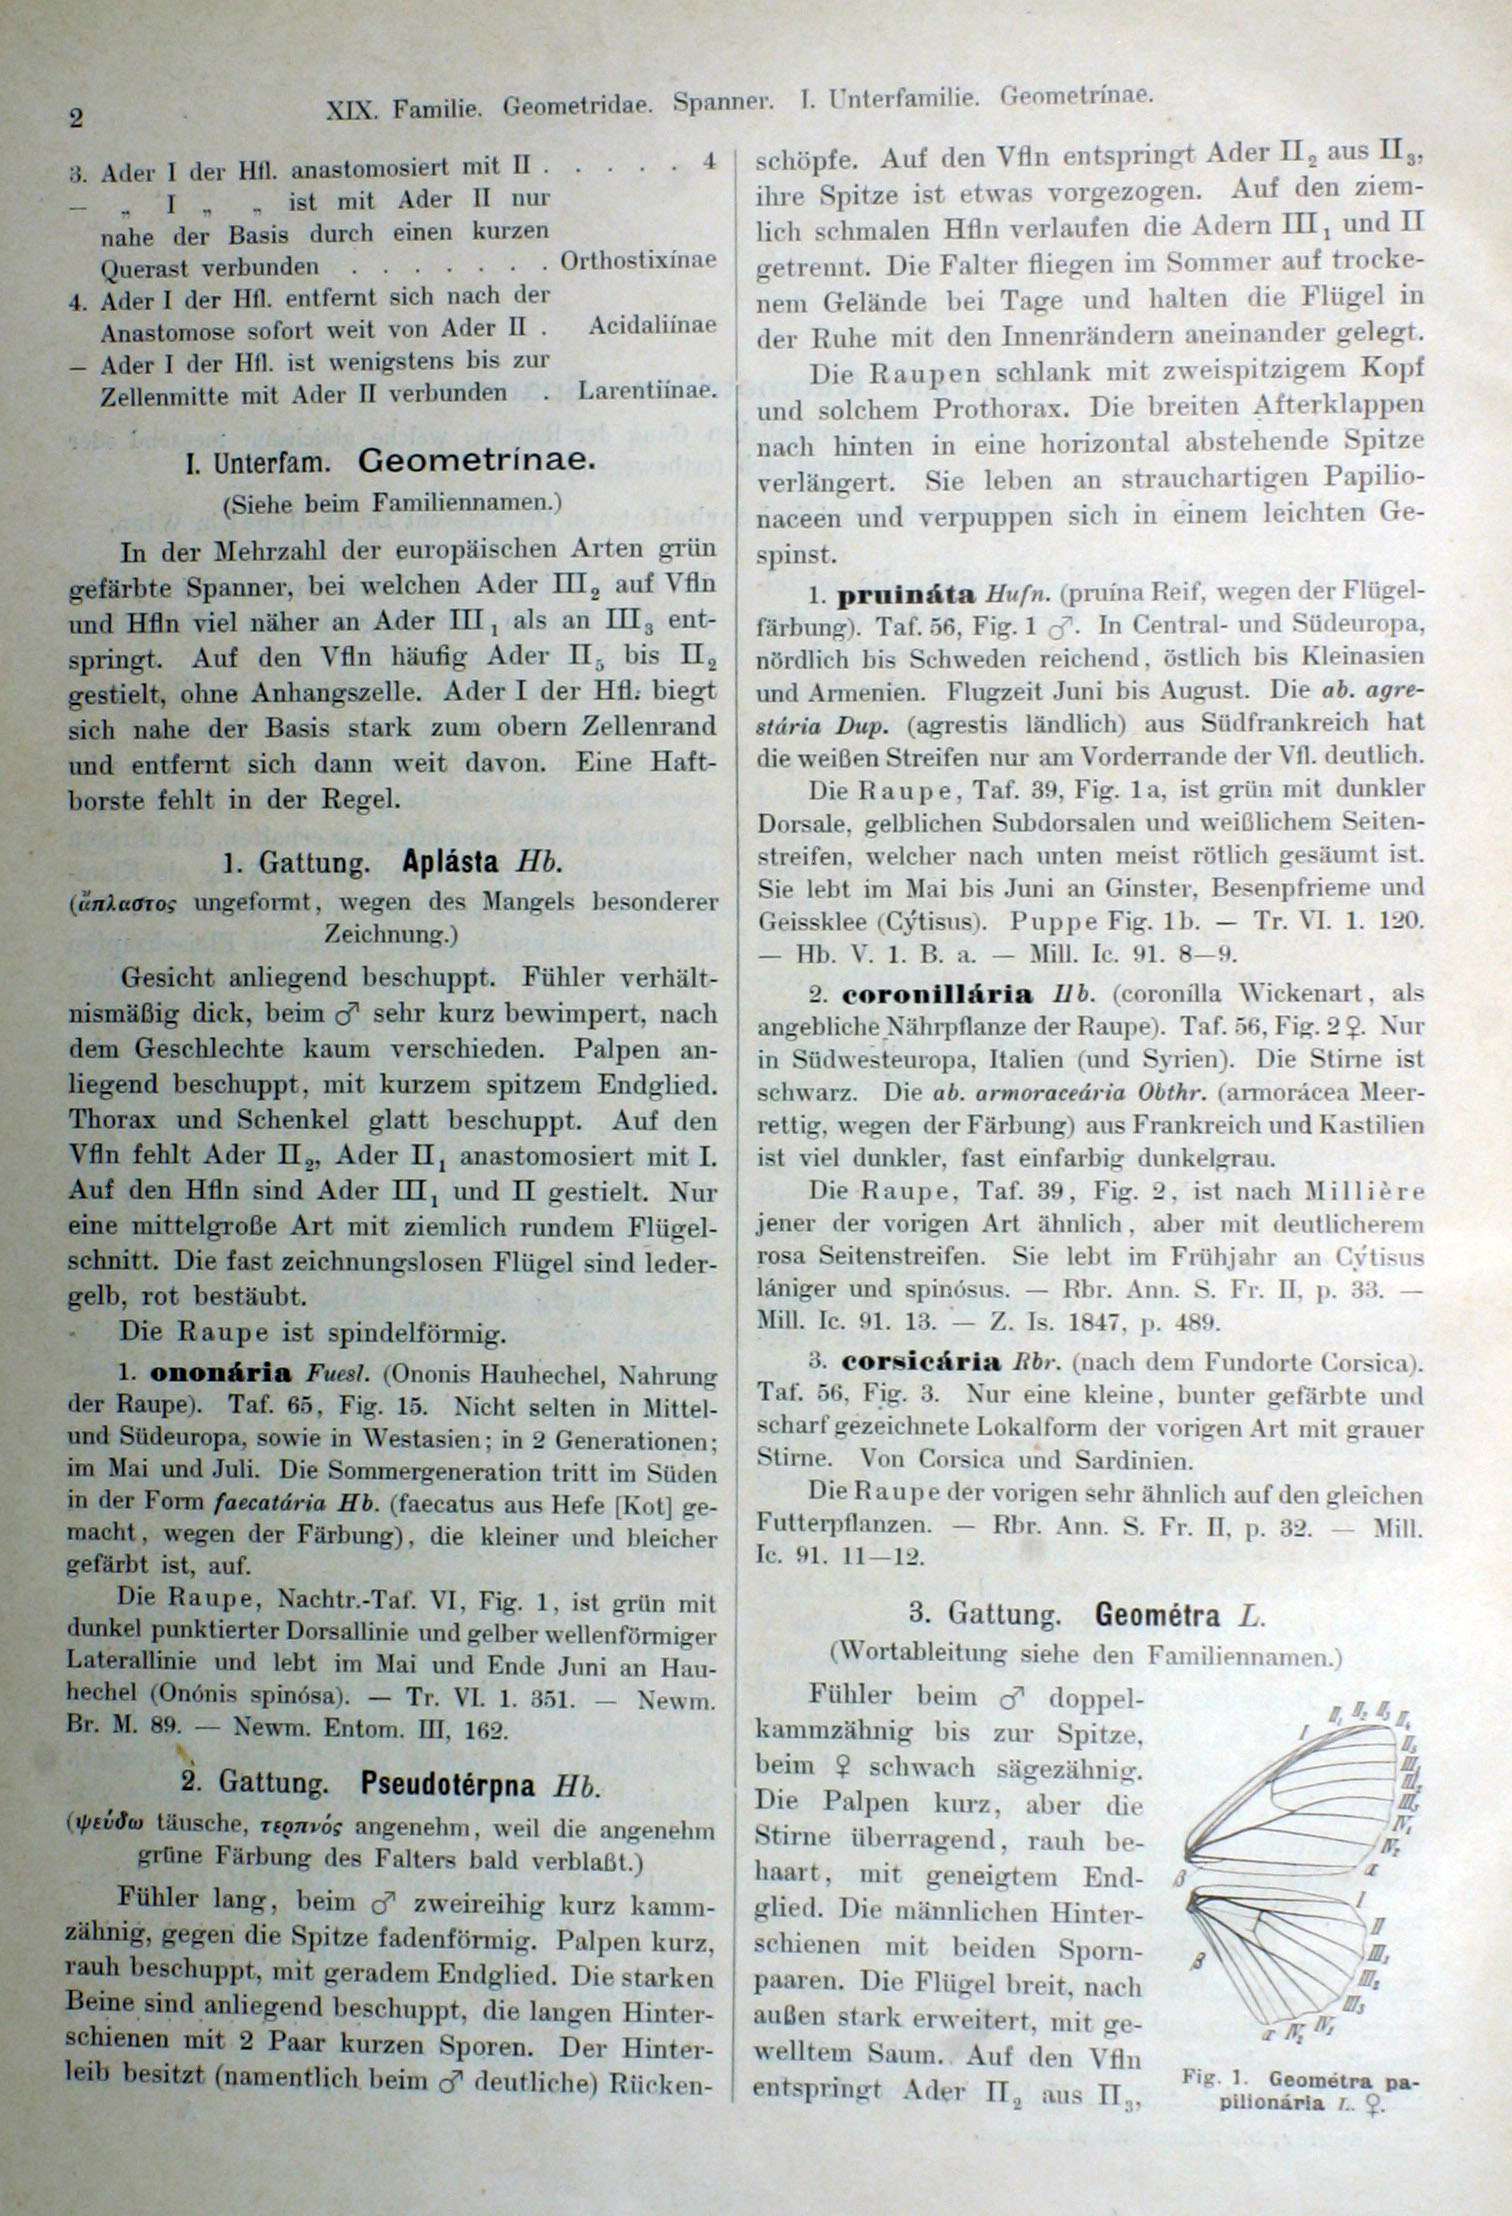 2
XIX. Familie. Geometridae. Spanner. I. Unterfamilie. Geometrínae.
3. Ader I der Hfl. anastomosiert mit II . . . . . . 4
— „ I „ „ ist mit Ader II nur
nahe der Basis durch einen kurzen
Querast verbunden . . . . . . . Orthostixínae
4. Ader I der Hfl. entfernt sich nach der
Anastomose sofort weit von Ader II . Acidaliínae
— Ader I der Hfl. ist wenigstens bis zur
Zellenmitte mit Ader II verbunden . Larentiínae.
I. Unterfam. Geometrínae.
(Siehe beim Familiennamen.)
In der Mehrzahl der europäischen Arten grün
gefärbte Spanner, bei welchen Ader III₂ auf Vfln
und Hfln viel näher an Ader III₁ als an III₃ ent-
springt. Auf den Vfln häufig Ader II₅ bis II₂
gestielt, ohne Anhangszelle. Ader I der Hfl. biegt
sich nahe der Basis stark zum obern Zellenrand
und entfernt sich dann weit davon. Eine Haft-
borste fehlt in der Regel.
1. Gattung. Aplásta Hb.
(ἄπλαστος ungeformt, wegen des Mangels besonderer
Zeichnung.)
Gesicht anliegend beschuppt. Fühler verhält-
nismäßig dick, beim ♂ sehr kurz bewimpert, nach
dem Geschlechte kaum verschieden. Palpen an-
liegend beschuppt, mit kurzem spitzem Endglied.
Thorax und Schenkel glatt beschuppt. Auf den
Vfln fehlt Ader II₂, Ader II₁ anastomosiert mit I.
Auf den Hfln sind Ader III₁ und II gestielt. Nur
eine mittelgroße Art mit ziemlich rundem Flügel-
schnitt. Die fast zeichnungslosen Flügel sind leder-
gelb, rot bestäubt.
Die Raupe ist spindelförmig.
1. ononária Fuesl. (Ononis Hauhechel, Nahrung
der Raupe). Taf. 65, Fig. 15. Nicht selten in Mittel-
und Südeuropa, sowie in Westasien; in 2 Generationen;
im Mai und Juli. Die Sommergeneration tritt im Süden
in der Form faecatária Hb. (faecatus aus Hefe [Kot] ge-
macht, wegen der Färbung), die kleiner und bleicher
gefärbt ist, auf.
Die Raupe, Nachtr.-Taf. VI, Fig. 1, ist grün mit
dunkel punktierter Dorsallinie und gelber wellenförmiger
Laterallinie und lebt im Mai und Ende Juni an Hau-
hechel (Onónis spinósa). — Tr. VI. 1. 351. — Newm.
Br. M. 89. — Newm. Entom. III, 162.
2. Gattung. Pseudotérpna Hb.
(ψεύδω täusche, τερπνός angenehm, weil die angenehm
grüne Färbung des Falters bald verblaßt.)
Fühler lang, beim ♂ zweireihig kurz kamm-
zähnig, gegen die Spitze fadenförmig. Palpen kurz,
rauh beschuppt, mit geradem Endglied. Die starken
Beine sind anliegend beschuppt, die langen Hinter-
schienen mit 2 Paar kurzen Sporen. Der Hinter-
leib besitzt (namentlich beim ♂ deutliche) Rücken-
schöpfe. Auf den Vfln entspringt Ader II₂ aus II₃,
ihre Spitze ist etwas vorgezogen. Auf den ziem-
lich schmalen Hfln verlaufen die Adern III₁ und II
getrennt. Die Falter fliegen im Sommer auf trocke-
nem Gelände bei Tage und halten die Flügel in
der Ruhe mit den Innenrändern aneinander gelegt.
Die Raupen schlank mit zweispitzigem Kopf
und solchem Prothorax. Die breiten Afterklappen
nach hinten in eine horizontal abstehende Spitze
verlängert. Sie leben an strauchartigen Papilio-
naceen und verpuppen sich in einem leichten Ge-
spinst.
1. pruináta Hufn. (pruína Reif, wegen der Flügel-
färbung). Taf. 56, Fig. 1 ♂. In Central- und Südeuropa,
nördlich bis Schweden reichend, östlich bis Kleinasien
und Armenien. Flugzeit Juni bis August. Die ab. agre-
stária Dup. (agrestis ländlich) aus Südfrankreich hat
die weißen Streifen nur am Vorderrande der Vfl. deutlich.
Die Raupe, Taf. 39, Fig. 1a, ist grün mit dunkler
Dorsale, gelblichen Subdorsalen und weißlichem Seiten-
streifen, welcher nach unten meist rötlich gesäumt ist.
Sie lebt im Mai bis Juni an Ginster, Besenpfrieme und
Geissklee (Cýtisus). Puppe Fig. 1b. — Tr. VI. 1. 120.
— Hb. V. 1. B. a. — Mill. Ic. 91. 8—9.
2. coronillária Hb. (coronílla Wickenart, als
angebliche Nährpflanze der Raupe). Taf. 56, Fig. 2 ♀. Nur
in Südwesteuropa, Italien (und Syrien). Die Stirne ist
schwarz. Die ab. armoraceária Obthr. (armorácea Meer-
rettig, wegen der Färbung) aus Frankreich und Kastilien
ist viel dunkler, fast einfarbig dunkelgrau.
Die Raupe, Taf. 39, Fig. 2, ist nach Millière
jener der vorigen Art ähnlich, aber mit deutlicherem
rosa Seitenstreifen. Sie lebt im Frühjahr an Cýtisus
lániger und spinósus. — Rbr. Ann. S. Fr. II, p. 33. —
Mill. Ic. 91. 13. — Z. Is. 1847, p. 489.
3. corsicária Rbr. (nach dem Fundorte Corsica).
Taf. 56, Fig. 3. Nur eine kleine, bunter gefärbte und
scharf gezeichnete Lokalform der vorigen Art mit grauer
Stirne. Von Corsica und Sardinien.
Die Raupe der vorigen sehr ähnlich auf den gleichen
Futterpflanzen. — Rbr. Ann. S. Fr. II, p. 32. — Mill.
Ic. 91. 11—12.
3. Gattung. Geométra L.
(Wortableitung siehe den Familiennamen.)
Fühler beim ♂ doppel-
kammzähnig bis zur Spitze,
beim ♀ schwach sägezähnig.
Die Palpen kurz, aber die
Stirne überragend, rauh be-
haart, mit geneigtem End-
glied. Die männlichen Hinter-
schienen mit beiden Sporn-
paaren. Die Flügel breit, nach
außen stark erweitert, mit ge-
welltem Saum. Auf den Vfln
entspringt Ader II₂ aus II₃,
I II₁ II₂ II₃ II₄
II₅
III₁
III₂
III₃
IV₁
IV₂
α
β
I
II
III₁
β
III₂
III₃
α IV₂ IV₁
Fig. 1. Geométra pa-
pilionária L. ♀.